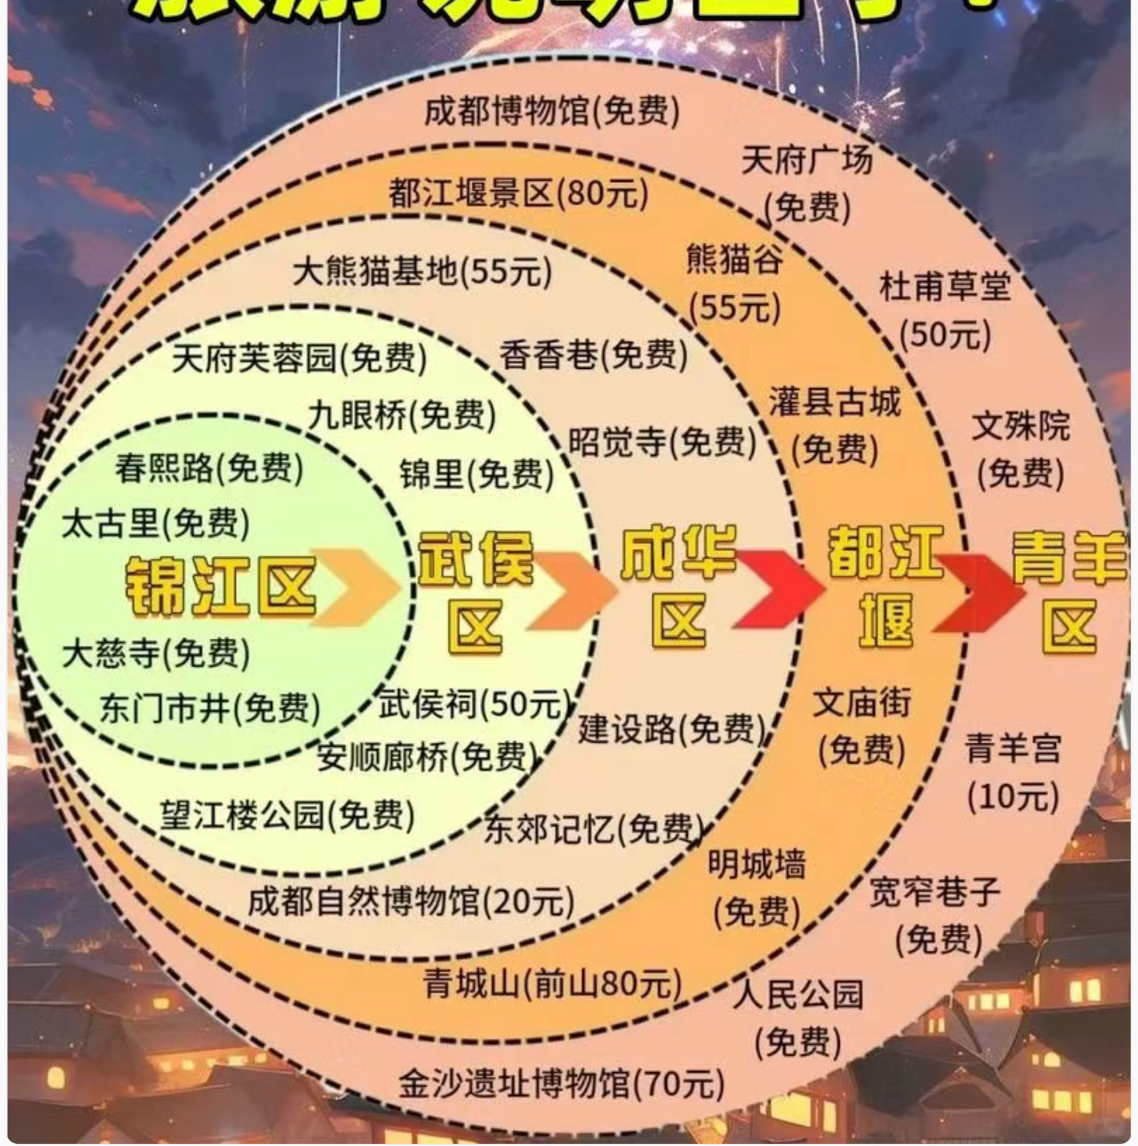 成都博物馆(免费)
天府广场
(免费)
都江堰景区(80元)
熊猫谷
(55元)
大熊猫基地(55元)
杜甫草堂
(50元)
天府芙蓉园(免费)
香香巷(免费)
九眼桥(免费)
灌县古城
(免费)
昭觉寺(免费)
文殊院
(免费)
春熙路(免费)
锦里(免费)
太古里(免费)
锦江区
武侯
区
成华
区
都江
堰
青羊
区
大慈寺(免费)
东门市井(免费)
武侯祠(50元)
文庙街
(免费)
建设路(免费)
安顺廊桥(免费)
青羊宫
(10元)
望江楼公园(免费)
东郊记忆(免费)
明城墙
(免费)
成都自然博物馆(20元)
宽窄巷子
(免费)
青城山(前山80元)
人民公园
(免费)
金沙遗址博物馆(70元)